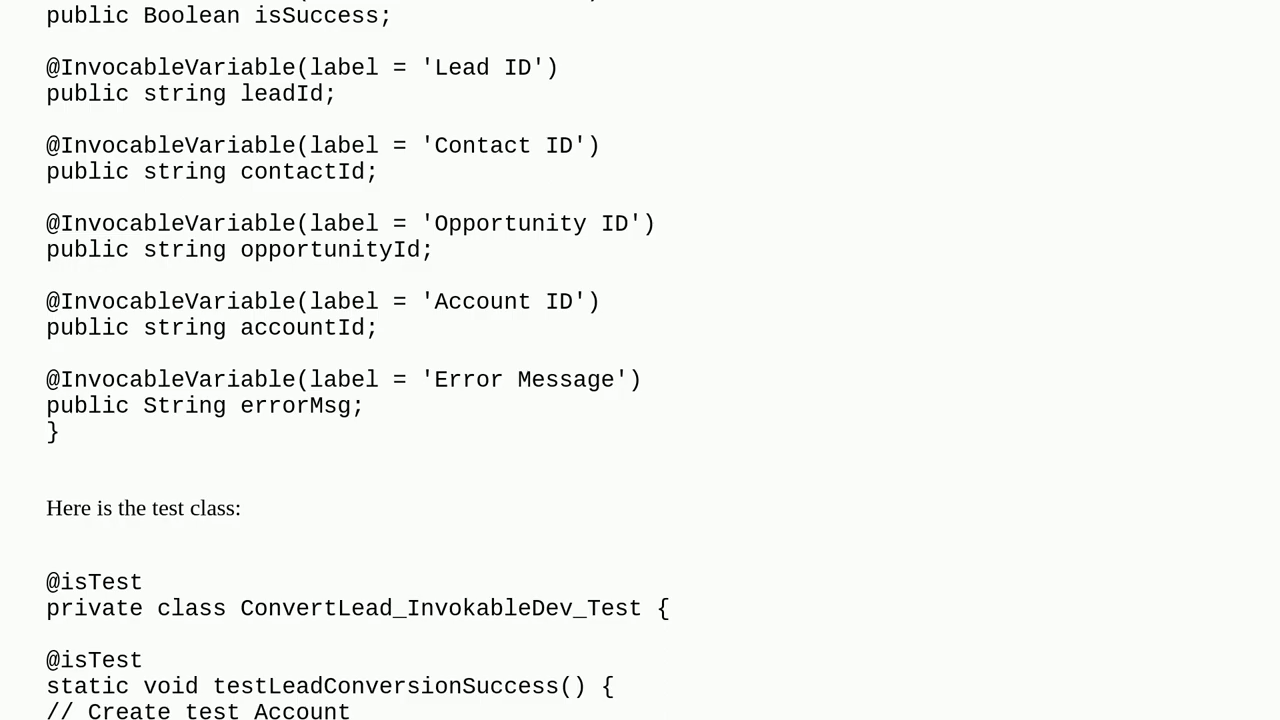 public Boolean isSuccess;
@InvocableVariable(label = 'Lead ID')
public string leadId;
@InvocableVariable(label = 'Contact ID')
public string contactId;
@InvocableVariable(label = 'Opportunity ID')
public string opportunityId;
@InvocableVariable(label = 'Account ID')
public string accountId;
@InvocableVariable(label = 'Error Message')
public String errorMsg;
}
Here is the test class:
@isTest
private class ConvertLead_InvokableDev_Test {
@isTest
static void testLeadConversionSuccess() {
// Create test Account